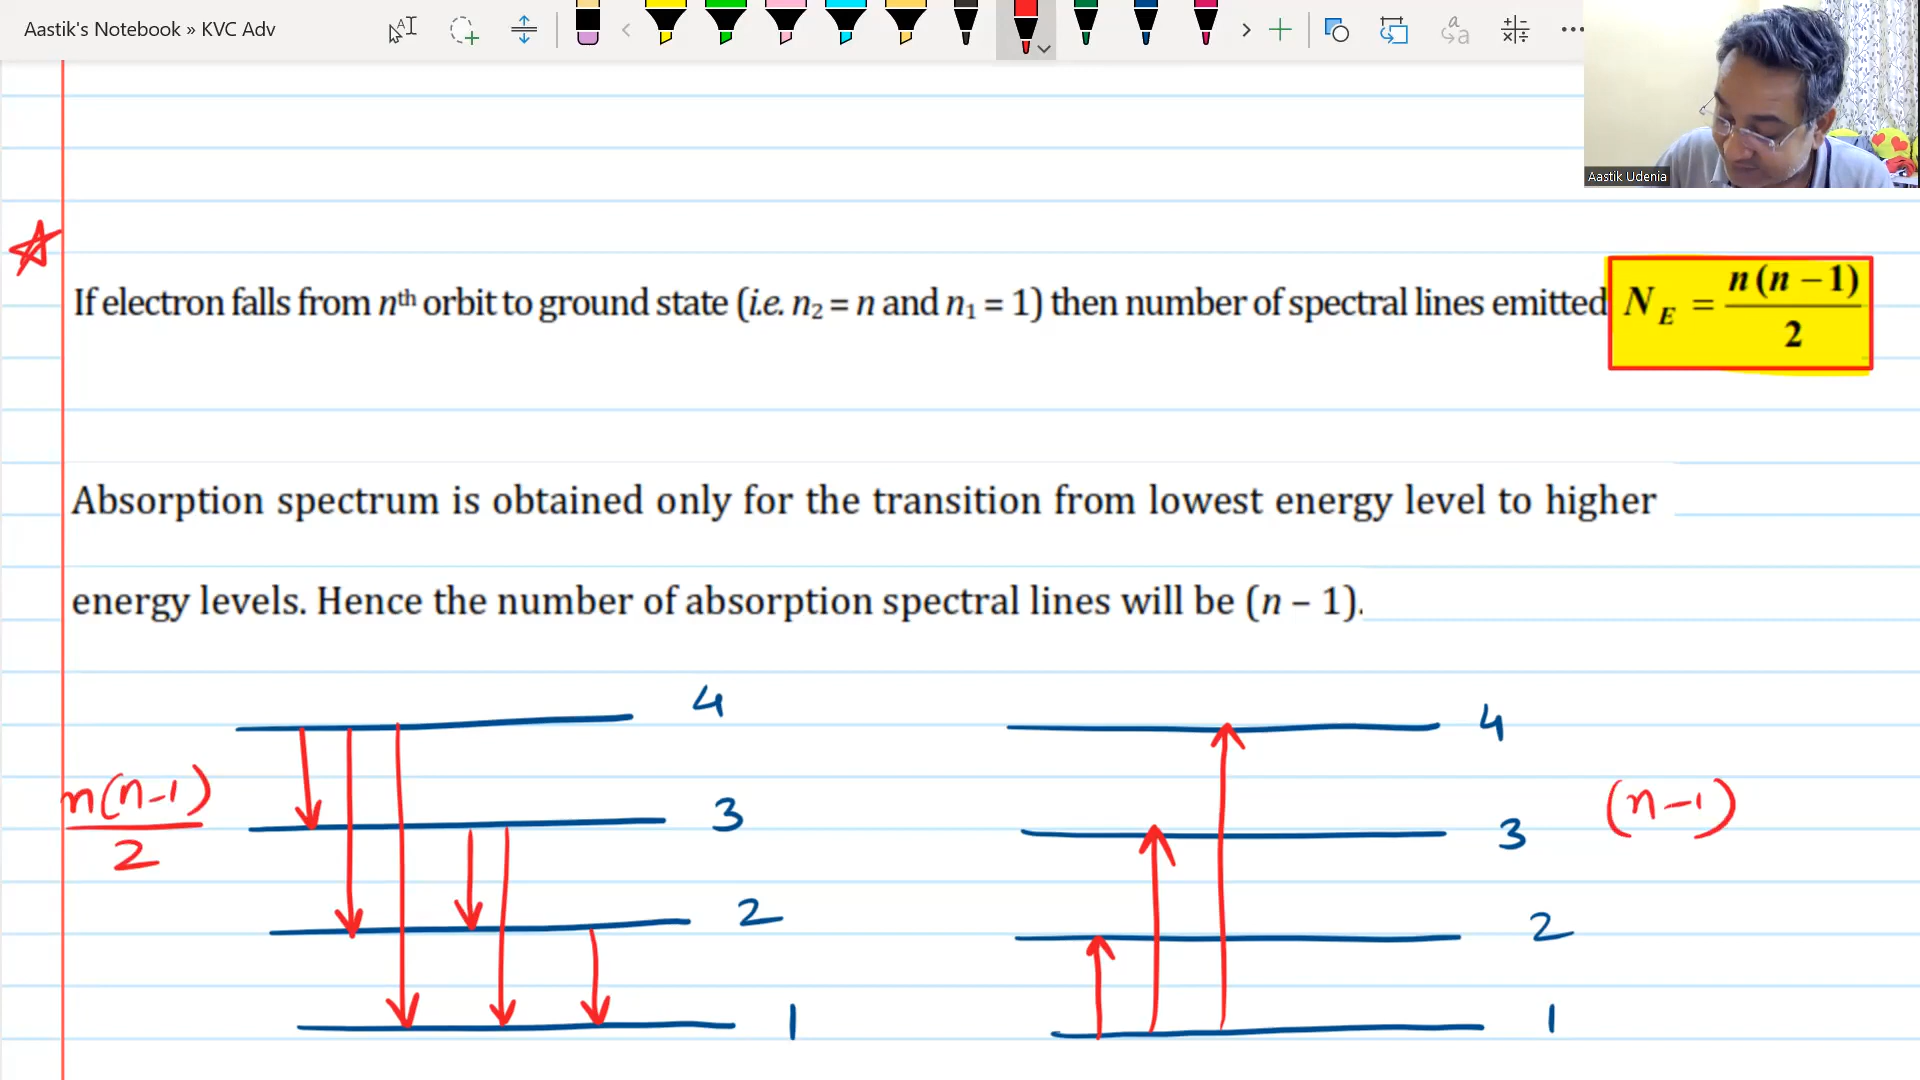 Aastik's Notebook » KVC Adv
Aastik Udenia
If electron falls from nᵗʰ orbit to ground state (i.e. n₂ = n and n₁ = 1) then number of spectral lines emitted N_E = n(n – 1)/2
Absorption spectrum is obtained only for the transition from lowest energy level to higher
energy levels. Hence the number of absorption spectral lines will be (n – 1).
4
3
2
1
n(n-1)/2
4
3
2
1
(n-1)